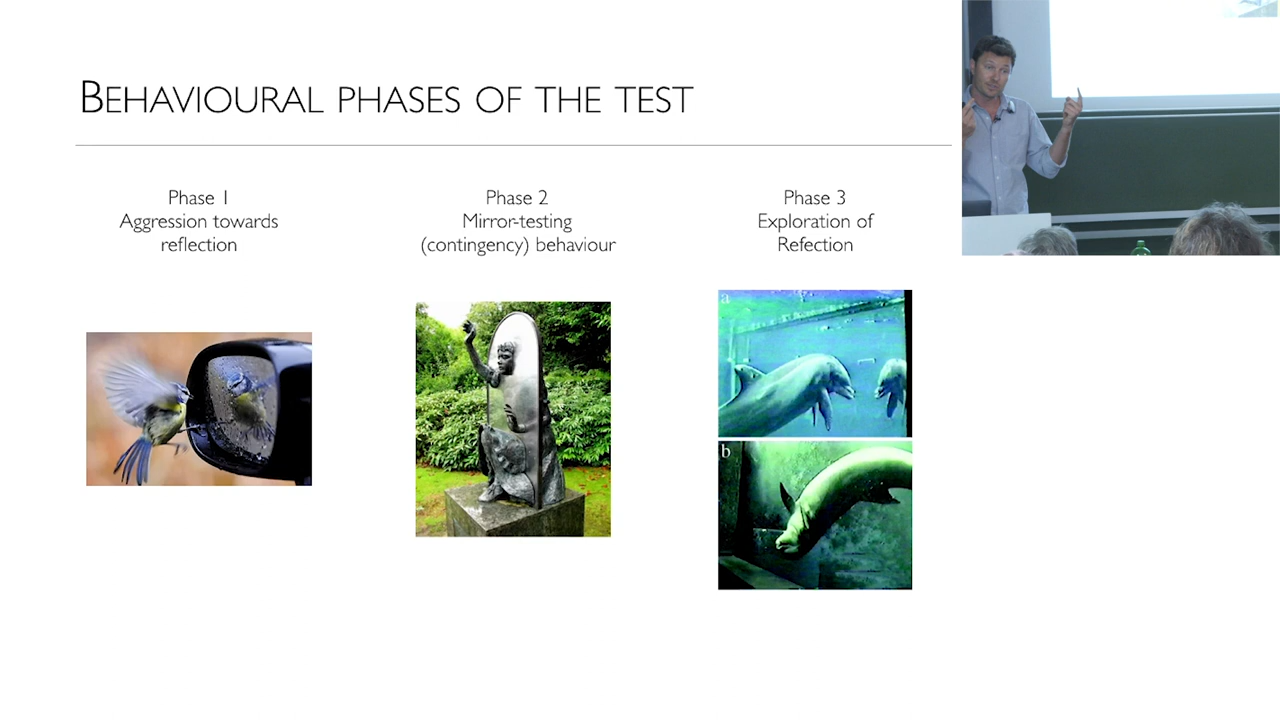 BEHAVIOURAL PHASES OF THE TEST
Phase 1
Aggression towards
reflection
Phase 2
Mirror-testing
(contingency) behaviour
Phase 3
Exploration of
Refection
a
b